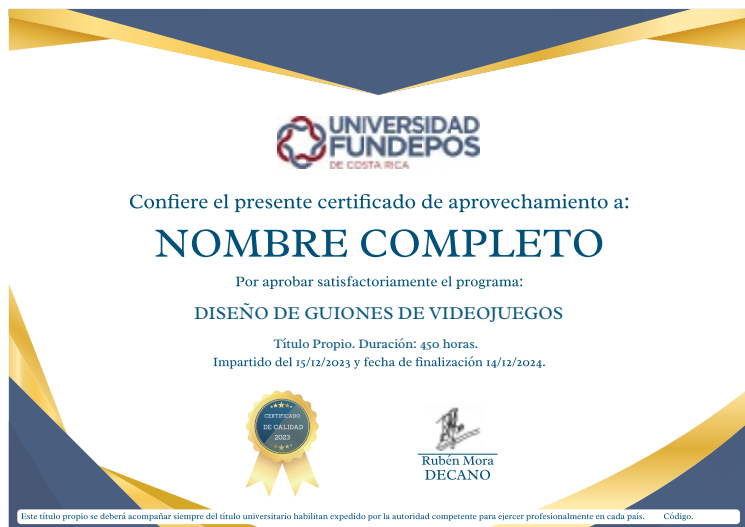 UNIVERSIDAD
FUNDEPOS
DE COSTA RICA
Confiere el presente certificado de aprovechamiento a:
NOMBRE COMPLETO
Por aprobar satisfactoriamente el programa:
DISEÑO DE GUIONES DE VIDEOJUEGOS
Título Propio. Duración: 450 horas.
Impartido del 15/12/2023 y fecha de finalización 14/12/2024.
CERTIFICADO
DE CALIDAD
2023
Rubén Mora
DECANO
Este título propio se deberá acompañar siempre del título universitario habilitan expedido por la autoridad competente para ejercer profesionalmente en cada país. Código.